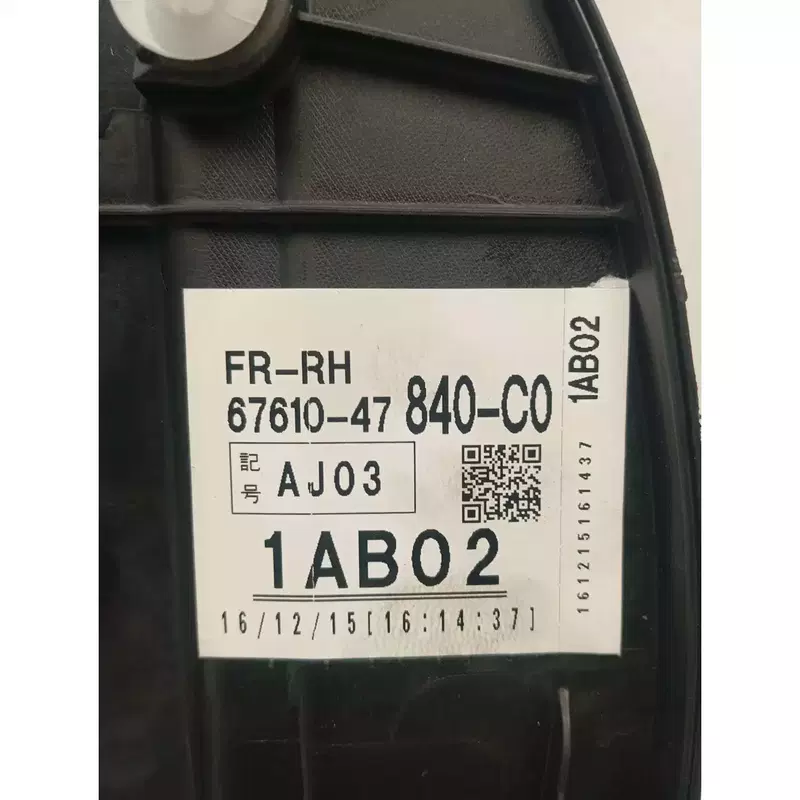 FR-RH
67610-47 840-C0
記号 AJ03
1AB02
16/12/15[16:14:37]
1AB02
161215161437